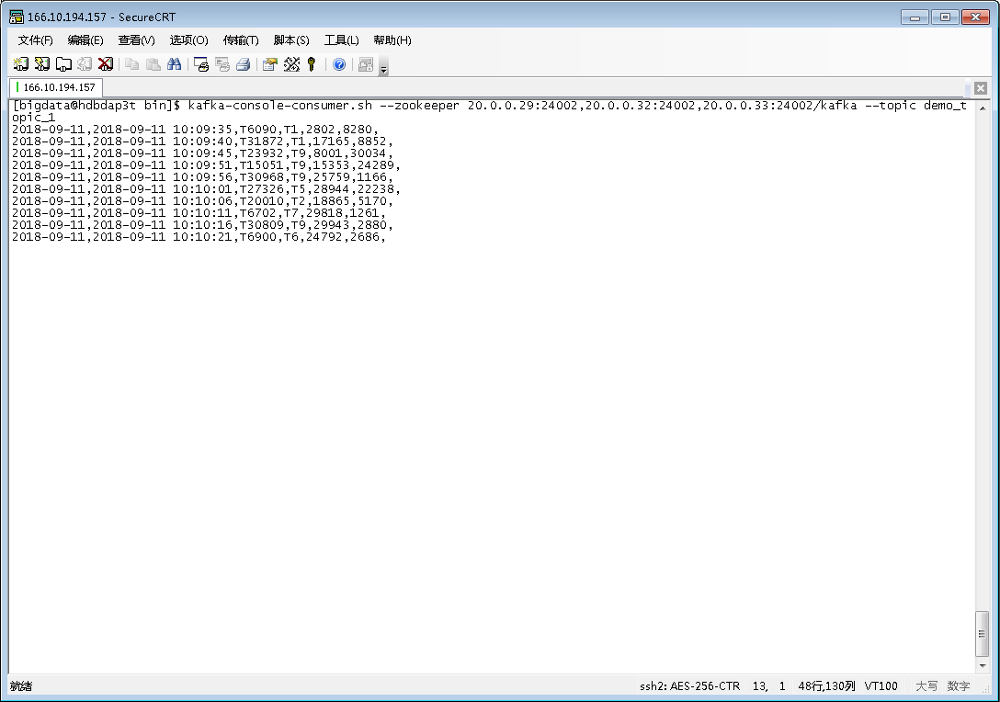 166.10.194.157 - SecureCRT
文件(F) 编辑(E) 查看(V) 选项(O) 传输(T) 脚本(S) 工具(L) 帮助(H)
166.10.194.157
[bigdata@hdbdap3t bin]$ kafka-console-consumer.sh --zookeeper 20.0.0.29:24002,20.0.0.32:24002,20.0.0.33:24002/kafka --topic demo_t
opic_1
2018-09-11,2018-09-11 10:09:35,T6090,T1,2802,8280,
2018-09-11,2018-09-11 10:09:40,T31872,T1,17165,8852,
2018-09-11,2018-09-11 10:09:45,T23932,T9,8001,30034,
2018-09-11,2018-09-11 10:09:51,T15051,T9,15353,24289,
2018-09-11,2018-09-11 10:09:56,T30968,T9,25759,1166,
2018-09-11,2018-09-11 10:10:01,T27326,T5,28944,22238,
2018-09-11,2018-09-11 10:10:06,T20010,T2,18865,5170,
2018-09-11,2018-09-11 10:10:11,T6702,T7,29818,1261,
2018-09-11,2018-09-11 10:10:16,T30809,T9,29943,2880,
2018-09-11,2018-09-11 10:10:21,T6900,T6,24792,2686,
就绪 ssh2: AES-256-CTR 13, 1 48行,130列 VT100 大写 数字